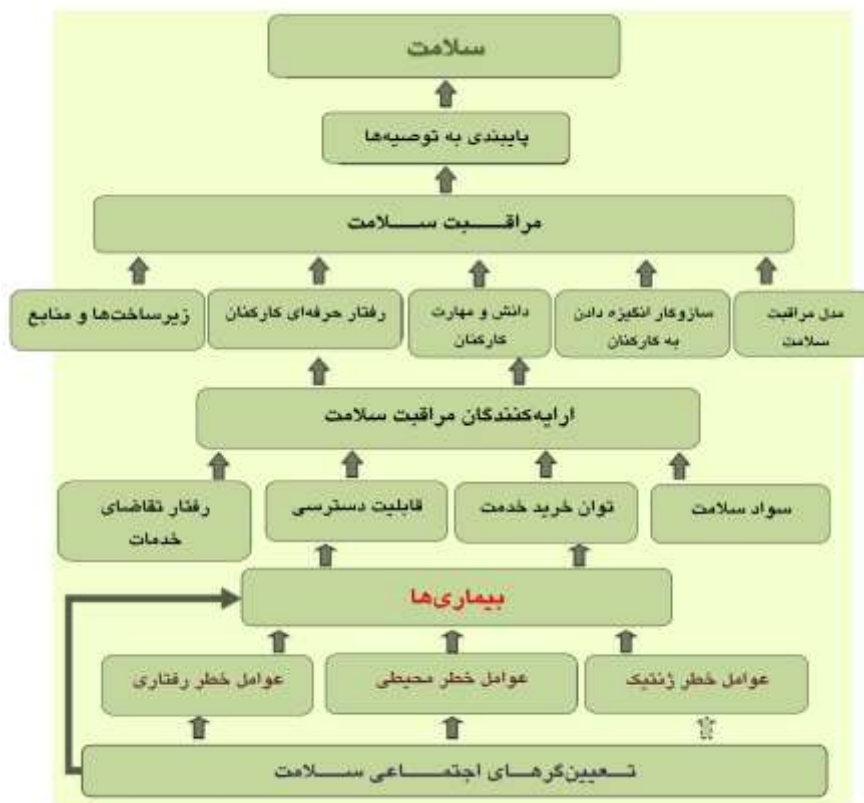 سلامت
پایبندی به توصیه‌ها
مراقبت سلامت
مدل مراقبت
سلامت
سازوکار انگیزه دادن
به کارکنان
دانش و مهارت
کارکنان
رفتار حرفه‌ای کارکنان
زیرساخت‌ها و منابع
ارایه‌کنندگان مراقبت سلامت
سواد سلامت
توان خرید خدمت
قابلیت دسترسی
رفتار تقاضای
خدمات
بیماری‌ها
عوامل خطر ژنتیک
عوامل خطر محیطی
عوامل خطر رفتاری
تعیین‌گرهای اجتماعی سلامت